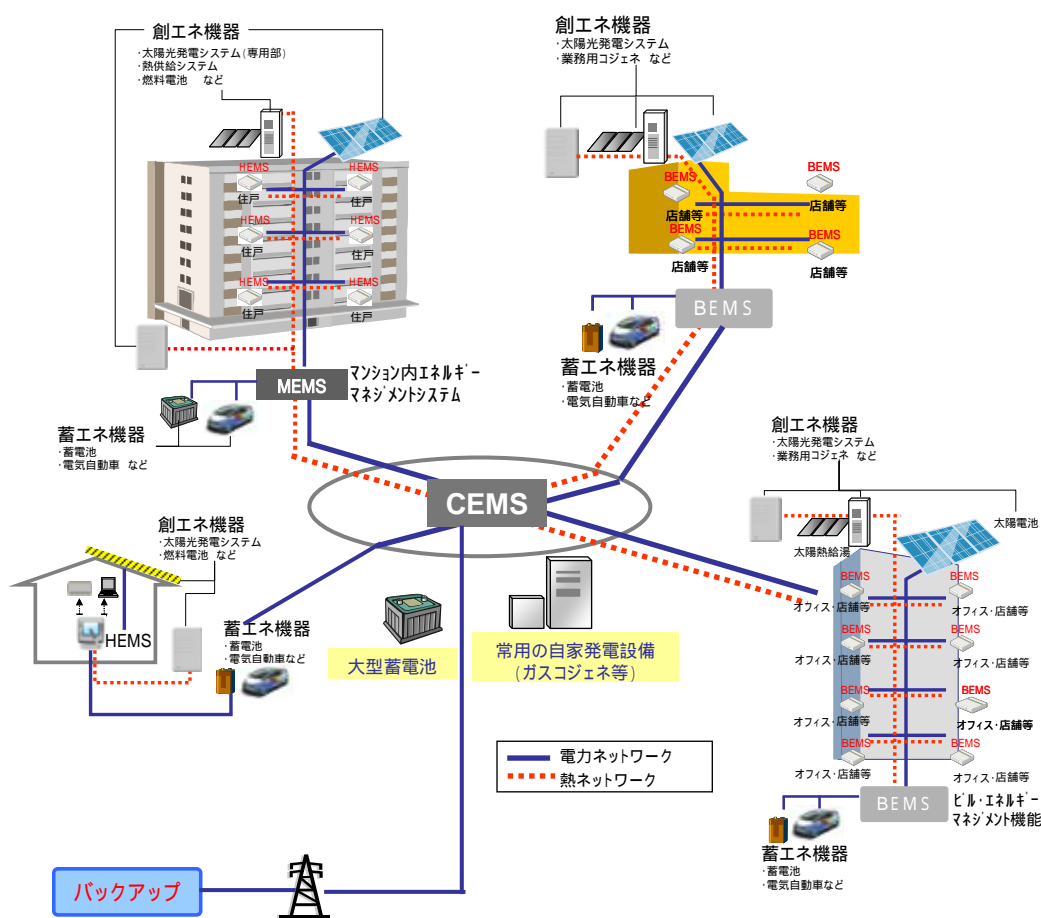 創エネ機器
・太陽光発電システム(専用部)
・熱供給システム
・燃料電池 など
HEMS
HEMS
住戸
住戸
HEMS
HEMS
住戸
住戸
HEMS
HEMS
住戸
住戸
MEMS
マンション内エネルギー
マネジメントシステム
蓄エネ機器
・蓄電池
・電気自動車 など
創エネ機器
・太陽光発電システム
・業務用コジェネ など
BEMS
BEMS
店舗等
店舗等
BEMS
BEMS
店舗等
店舗等
BEMS
蓄エネ機器
・蓄電池
・電気自動車など
CEMS
創エネ機器
・太陽光発電システム
・業務用コジェネ など
太陽電池
太陽熱給湯
BEMS
BEMS
オフィス・店舗等
オフィス・店舗等
BEMS
BEMS
オフィス・店舗等
オフィス・店舗等
BEMS
BEMS
オフィス・店舗等
オフィス・店舗等
BEMS
BEMS
オフィス・店舗等
オフィス・店舗等
BEMS
ビル・エネルギー
マネジメント機能
蓄エネ機器
・蓄電池
・電気自動車など
創エネ機器
・太陽光発電システム
・燃料電池 など
HEMS
蓄エネ機器
・蓄電池
・電気自動車など
大型蓄電池
常用の自家発電設備
(ガスコジェネ等)
電力ネットワーク
熱ネットワーク
バックアップ